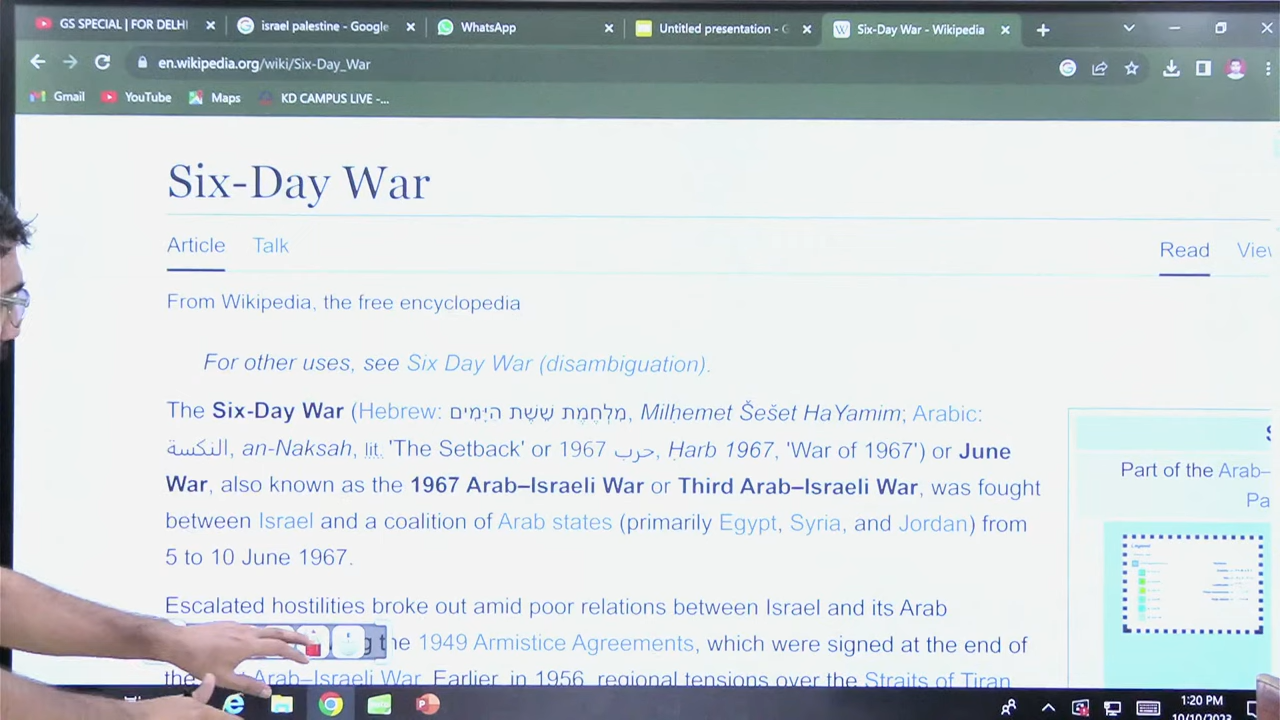 GS SPECIAL | FOR DELHI
israel palestine - Google
WhatsApp
Untitled presentation - G
Six-Day War - Wikipedia
en.wikipedia.org/wiki/Six-Day_War
Gmail
YouTube
Maps
KD CAMPUS LIVE -...
Six-Day War
Article Talk
Read
From Wikipedia, the free encyclopedia
For other uses, see Six Day War (disambiguation).
The Six-Day War (Hebrew: מִלְחֶמֶת שֵׁשֶׁת הַיָּמִים, Milḥemet Šešet HaYamim; Arabic:
النكسة, an-Naksah, lit. 'The Setback' or حرب 1967, Ḥarb 1967, 'War of 1967') or June
War, also known as the 1967 Arab–Israeli War or Third Arab–Israeli War, was fought
between Israel and a coalition of Arab states (primarily Egypt, Syria, and Jordan) from
5 to 10 June 1967.
Part of the Arab–
Escalated hostilities broke out amid poor relations between Israel and its Arab
the 1949 Armistice Agreements, which were signed at the end of
the Arab–Israeli War. Earlier, in 1956, regional tensions over the Straits of Tiran
1:20 PM
10/10/2023